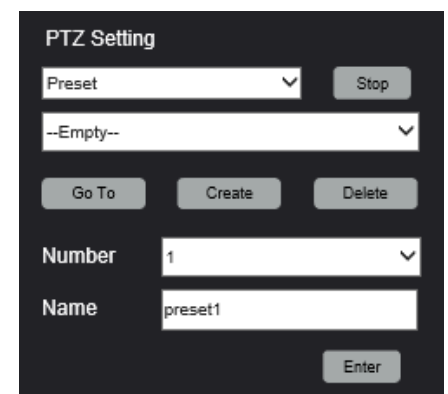 PTZ Setting
Preset Stop
--Empty--
Go To Create Delete
Number 1
Name preset1
Enter